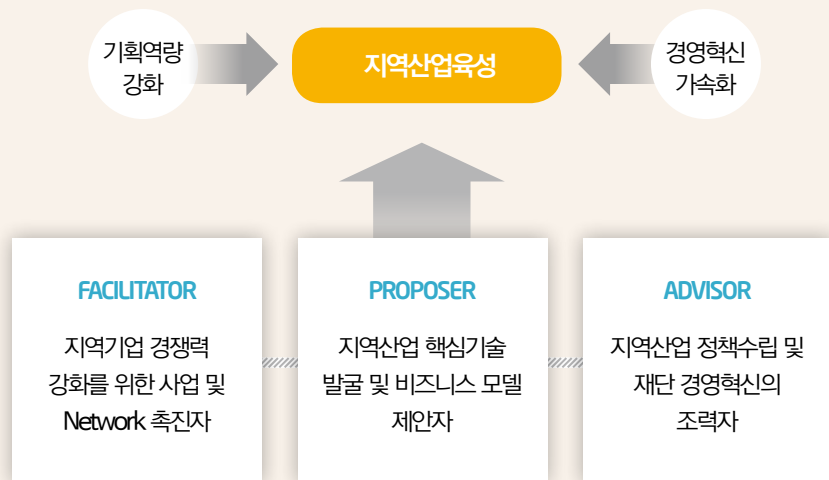 기획역량
강화
지역산업육성
경영혁신
가속화
FACILITATOR
지역기업 경쟁력
강화를 위한 사업 및
Network 촉진자
PROPOSER
지역산업 핵심기술
발굴 및 비즈니스 모델
제안자
ADVISOR
지역산업 정책수립 및
재단 경영혁신의
조력자